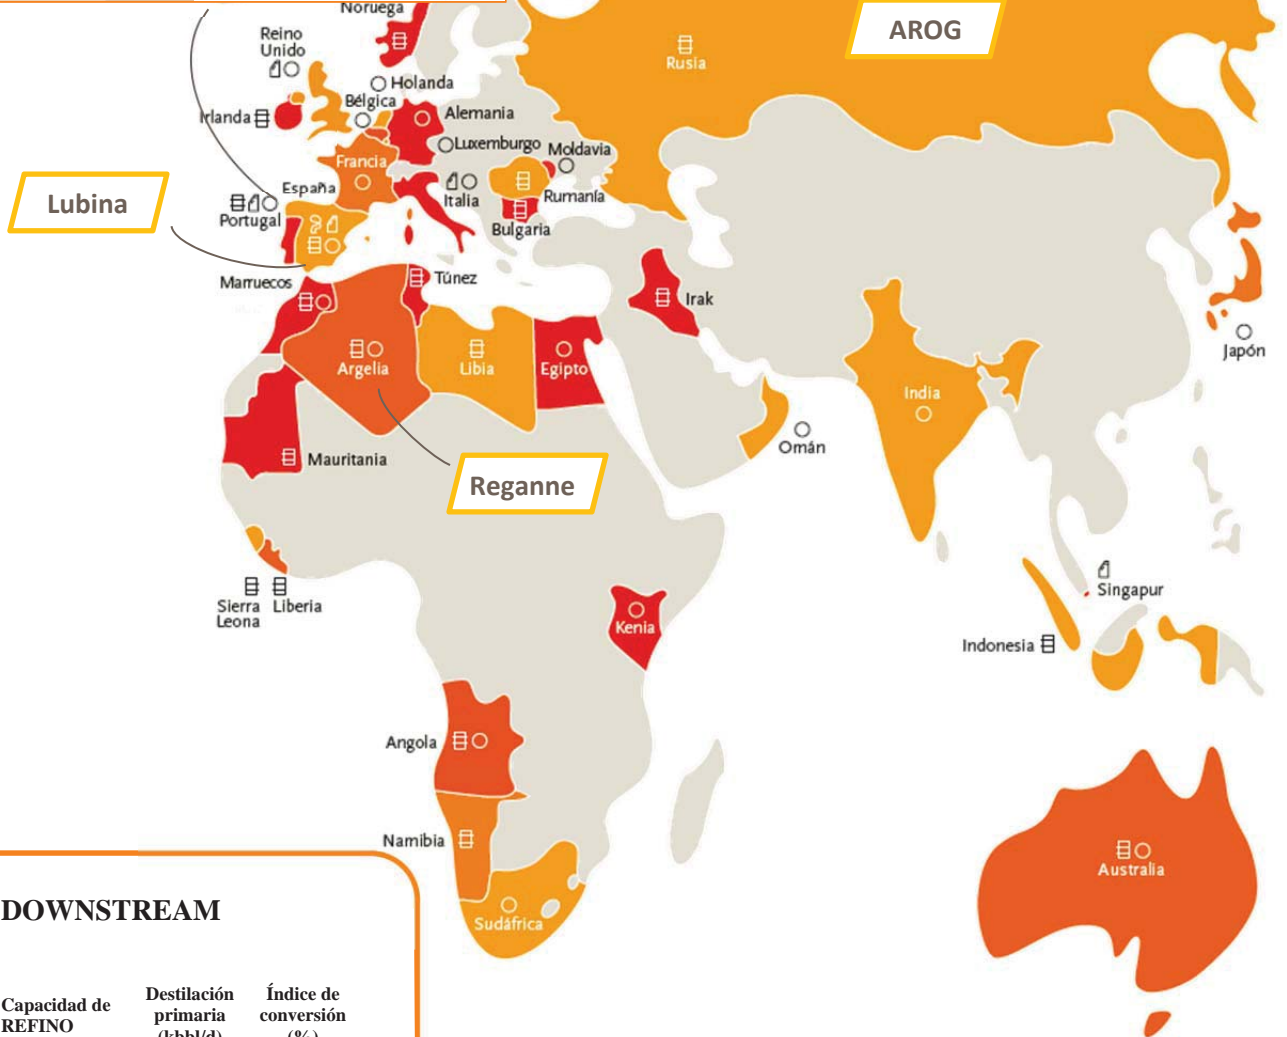 Noruega
AROG
Reino
Unido
Rusia
Holanda
Bélgica
Irlanda
Alemania
Luxemburgo
Moldavia
Francia
España
Italia
Rumanía
Lubina
Portugal
Bulgaria
Marruecos
Túnez
Irak
Japón
Argelia
Libia
Egipto
India
Omán
Mauritania
Reganne
Singapur
Sierra
Leona
Liberia
Kenia
Indonesia
Angola
Namibia
Australia
Sudáfrica
DOWNSTREAM
Capacidad de
REFINO
Destilación
primaria
(kbbl/d)
Índice de
conversión
(%)